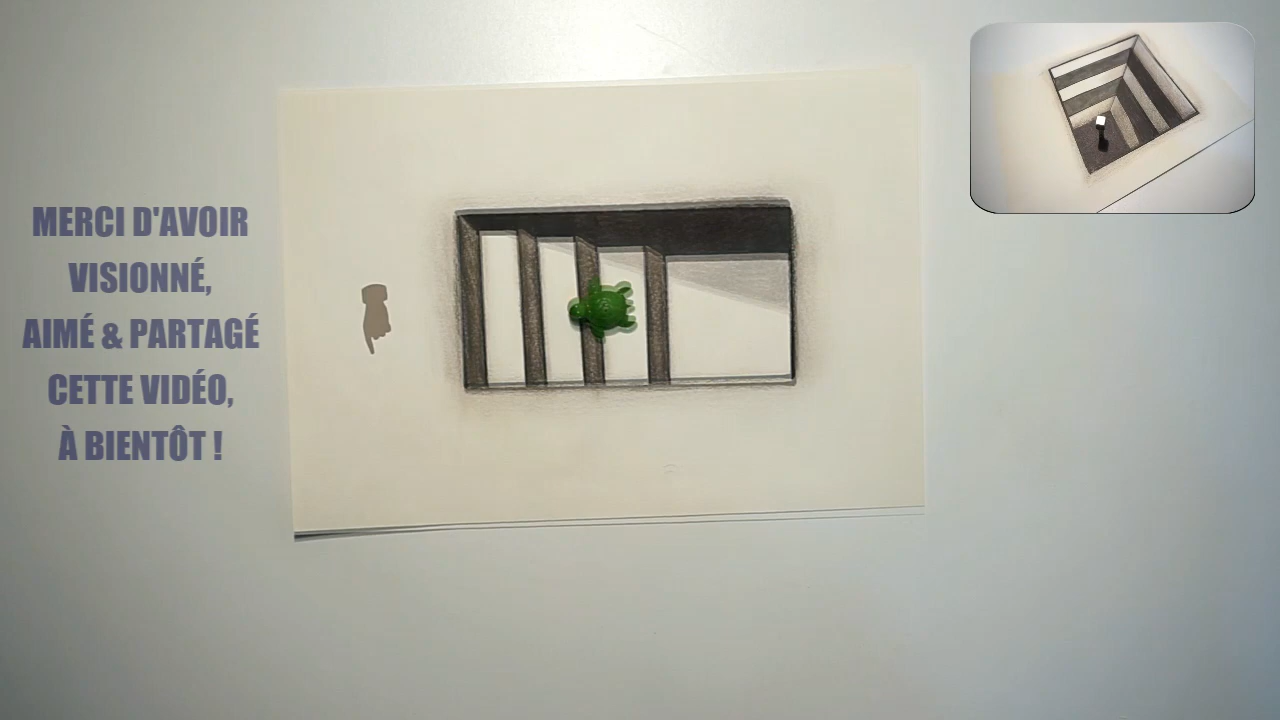 MERCI D'AVOIR
VISIONNÉ,
AIMÉ & PARTAGÉ
CETTE VIDÉO,
À BIENTÔT !